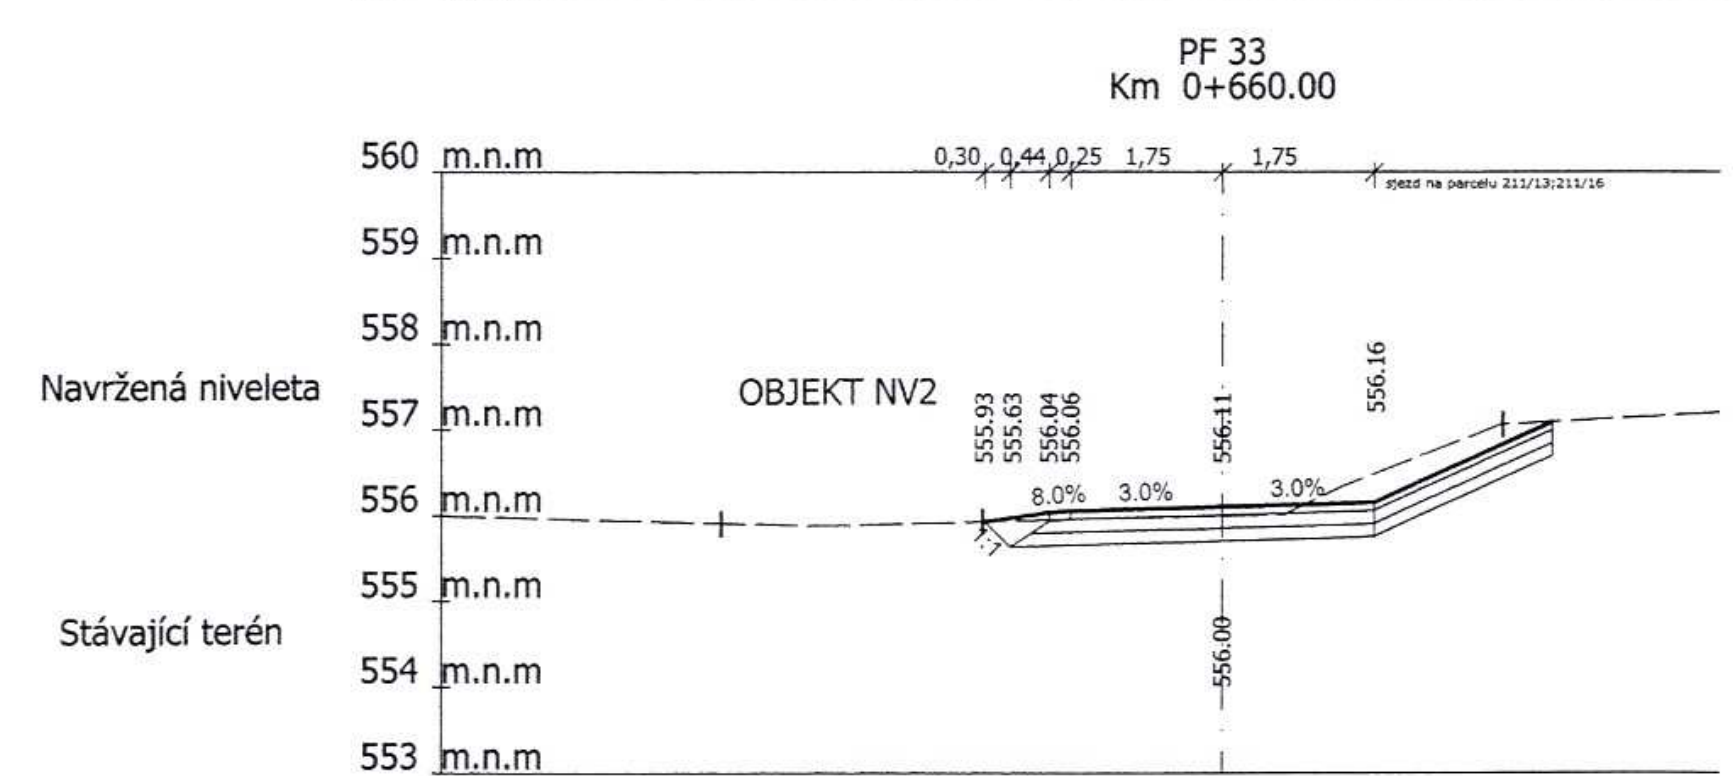 PF 33
Km 0+660.00
560 m.n.m
0,30 0,44 0,25 1,75 1,75
sjezd na parcelu 211/13;211/16
559 m.n.m
558 m.n.m
Navržená niveleta
OBJEKT NV2
557 m.n.m
555.93 555.63 556.04 556.06 556.11 556.16
556 m.n.m
8.0% 3.0% 3.0%
555 m.n.m
Stávající terén
556.00
554 m.n.m
553 m.n.m